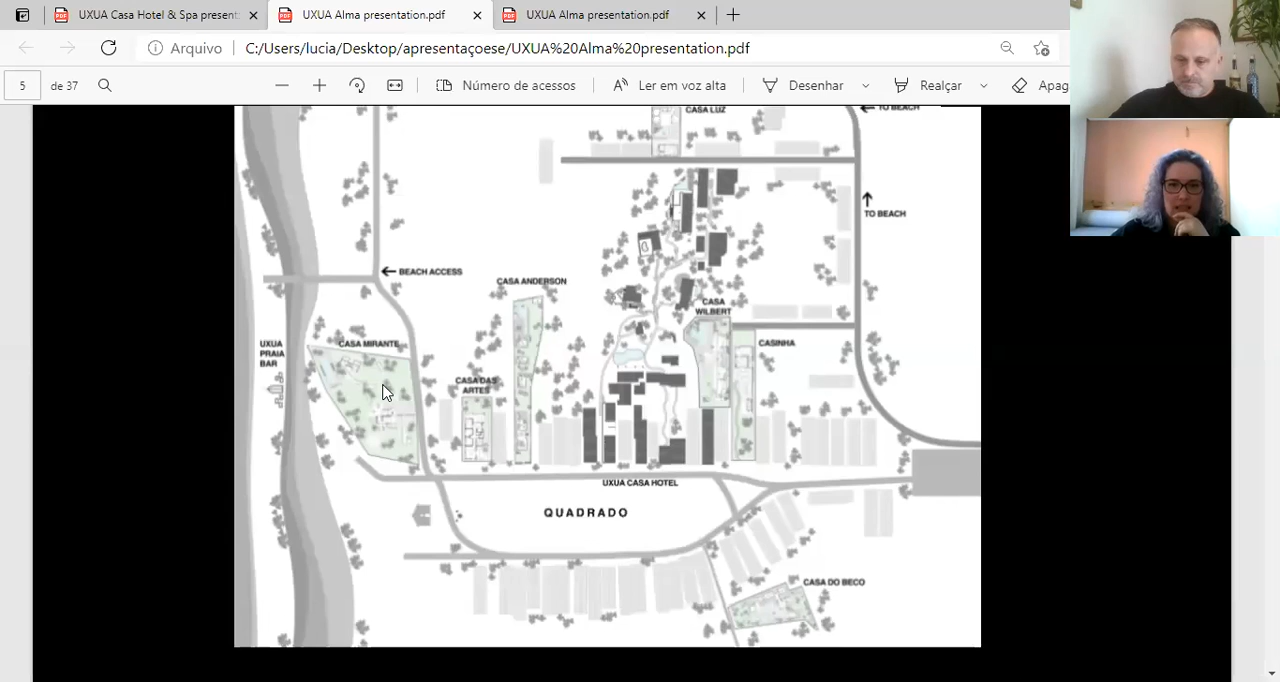 UXUA Casa Hotel & Spa present
UXUA Alma presentation.pdf
UXUA Alma presentation.pdf
Arquivo
C:/Users/lucia/Desktop/apresentaçoese/UXUA%20Alma%20presentation.pdf
5
de 37
Número de acessos
Ler em voz alta
Desenhar
Realçar
Apag
CASA LUZ
TO BEACH
TO BEACH
BEACH ACCESS
CASA ANDERSON
CASA
WILBERT
UXUA
PRAIA
BAR
CASA MIRANTE
CASINHA
CASA DAS
ARTES
UXUA CASA HOTEL
QUADRADO
CASA DO BECO